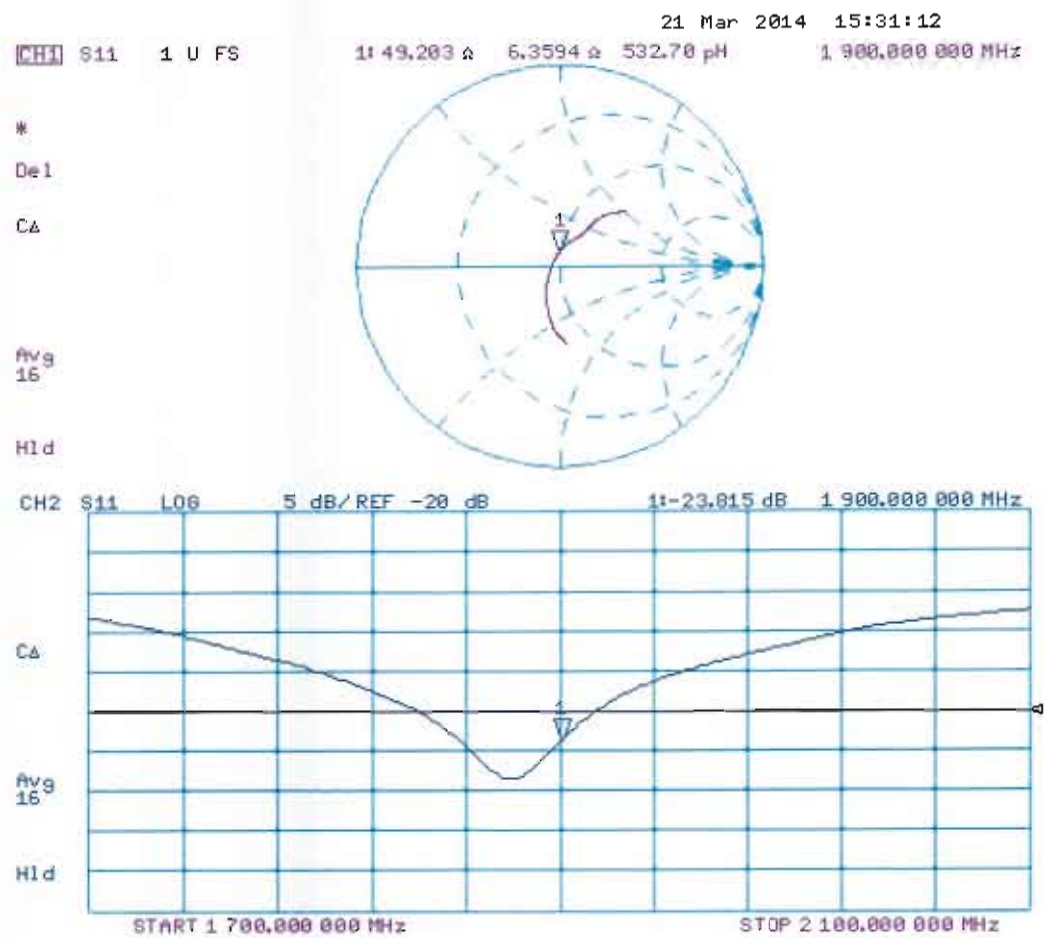 21 Mar 2014 15:31:12
CH1 S11 1 U FS 1: 49.203 Ω 6.3594 Ω 532.70 pH 1 900.000 000 MHz
*
Del
1
CΔ
Avg
16
Hld
CH2 S11 LOG 5 dB/ REF -20 dB 1:-23.815 dB 1 900.000 000 MHz
CΔ
1
Avg
16
Hld
START 1 700.000 000 MHz STOP 2 100.000 000 MHz